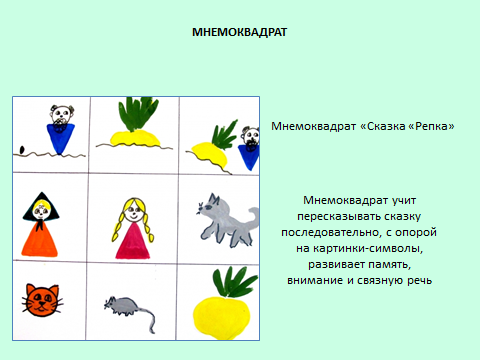 МНЕМОКВАДРАТ
Мнемоквадрат «Сказка «Репка»
Мнемоквадрат учит
пересказывать сказку
последовательно, с опорой
на картинки-символы,
развивает память,
внимание и связную речь